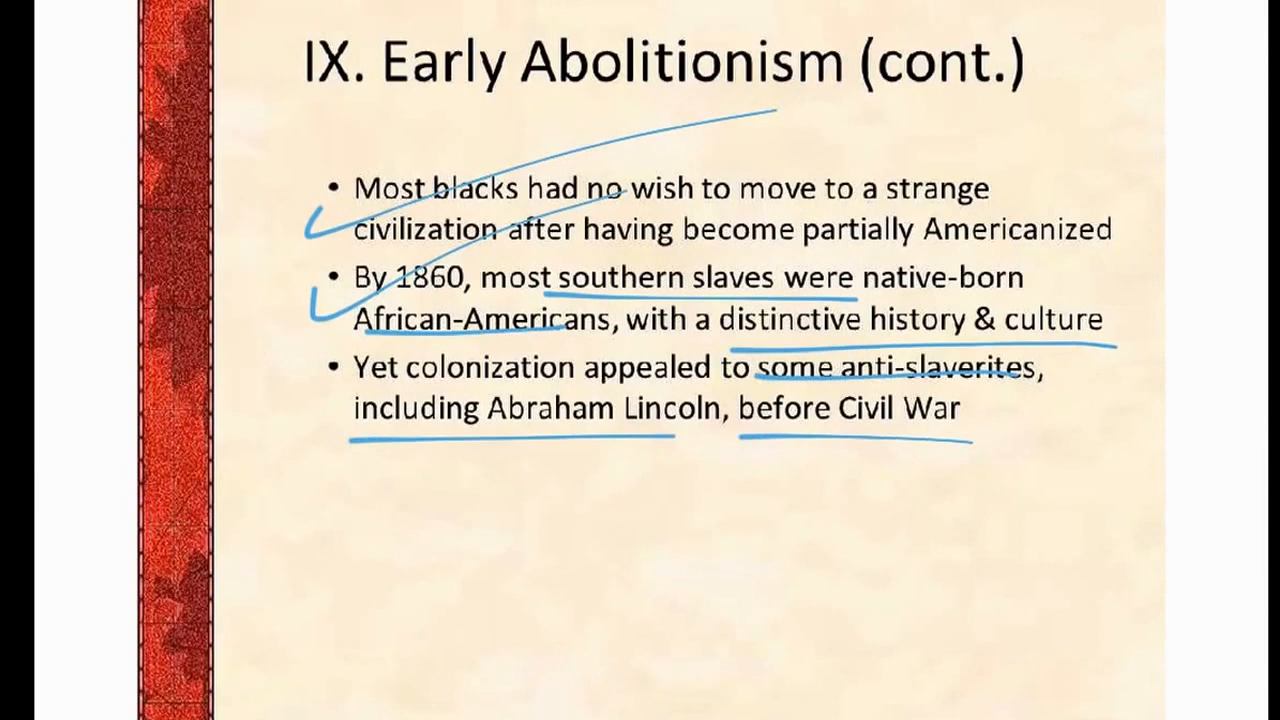 IX. Early Abolitionism (cont.)
• Most blacks had no wish to move to a strange
civilization after having become partially Americanized
• By 1860, most southern slaves were native-born
African-Americans, with a distinctive history & culture
• Yet colonization appealed to some anti-slaverites,
including Abraham Lincoln, before Civil War